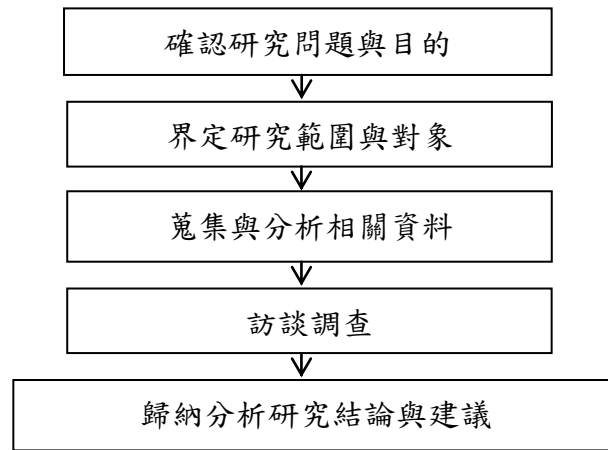 確認研究問題與目的
界定研究範圍與對象
蒐集與分析相關資料
訪談調查
歸納分析研究結論與建議